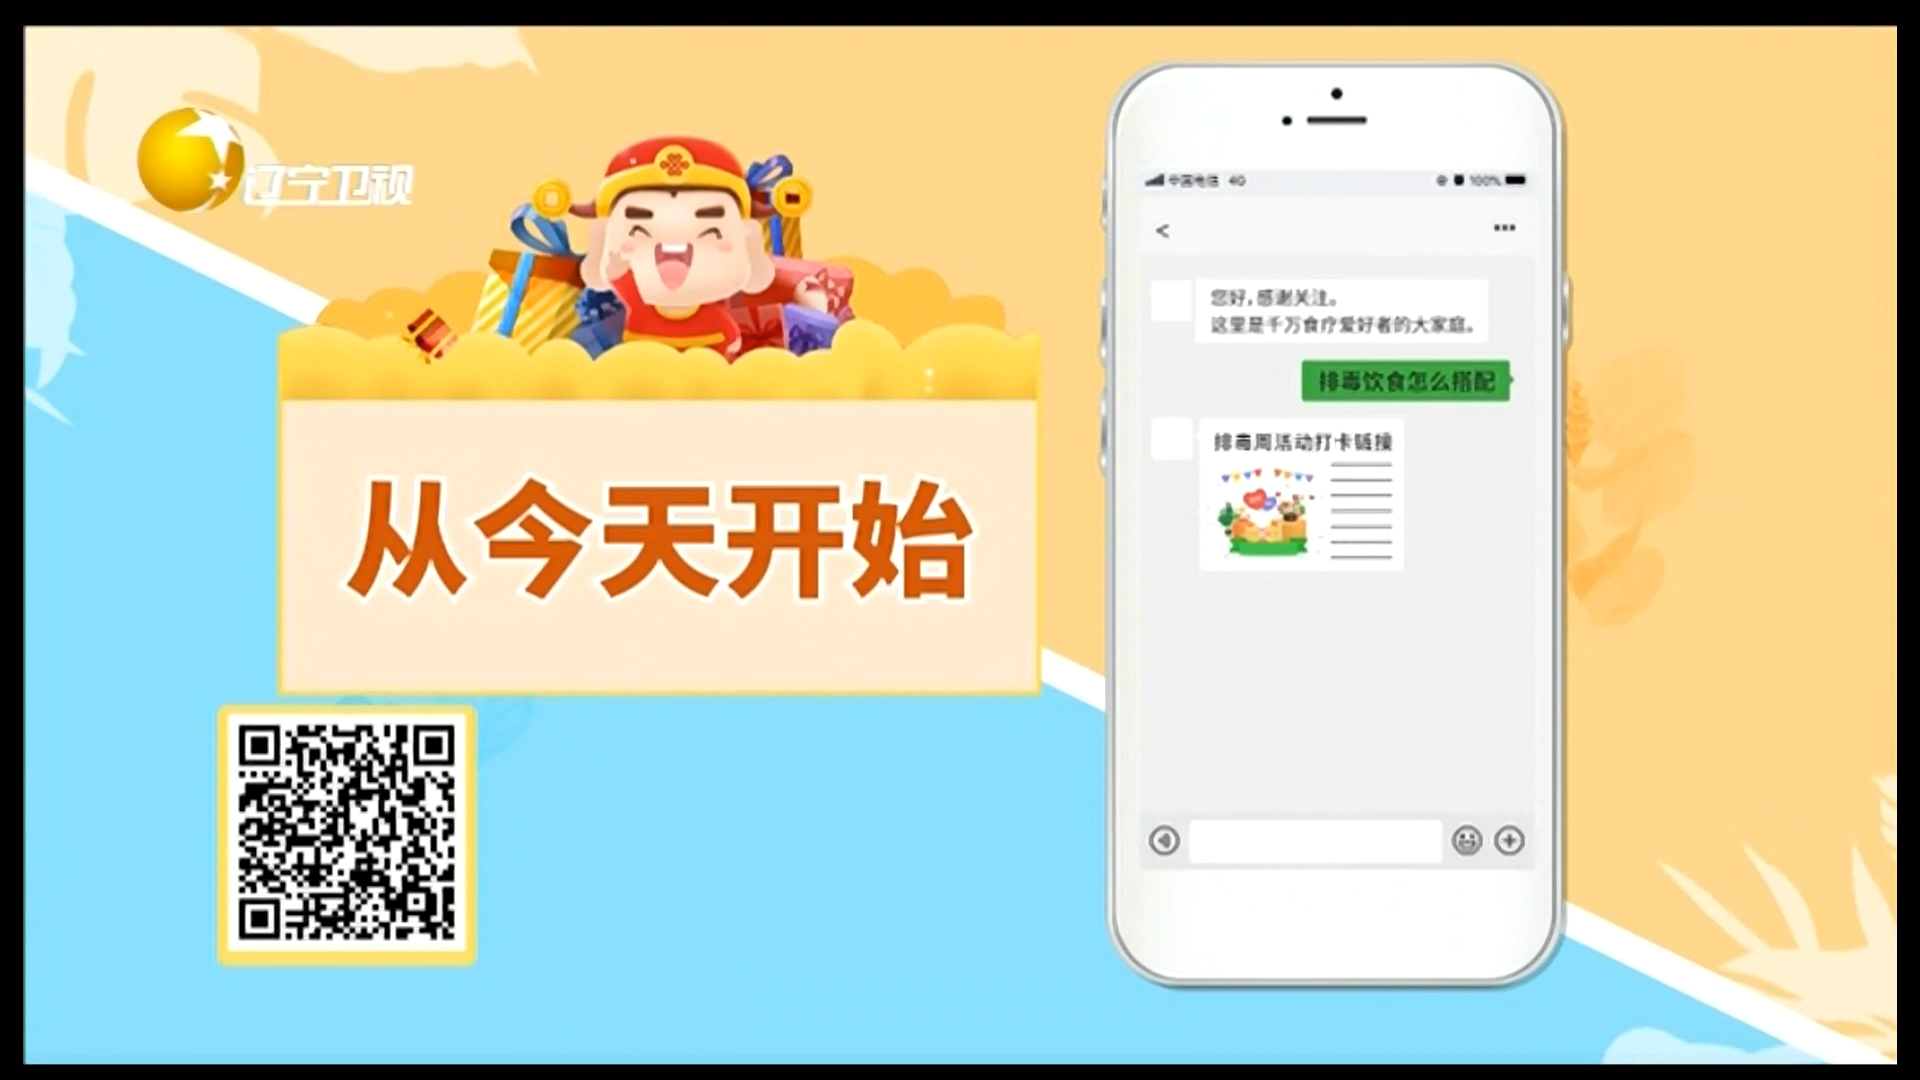 辽宁卫视
从今天开始
中国电信 4G
100%
您好,感谢关注。
这里是千万食疗爱好者的大家庭。
排毒饮食怎么搭配
排毒周活动打卡链接